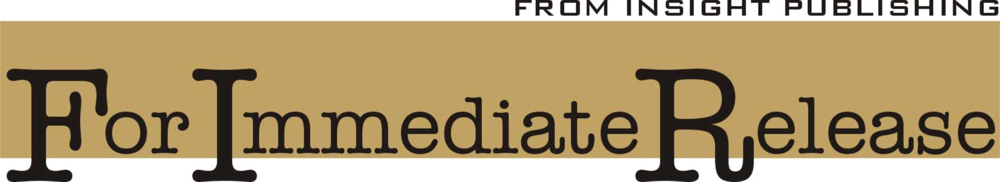 FROM INSIGHT PUBLISHING
For Immediate Release